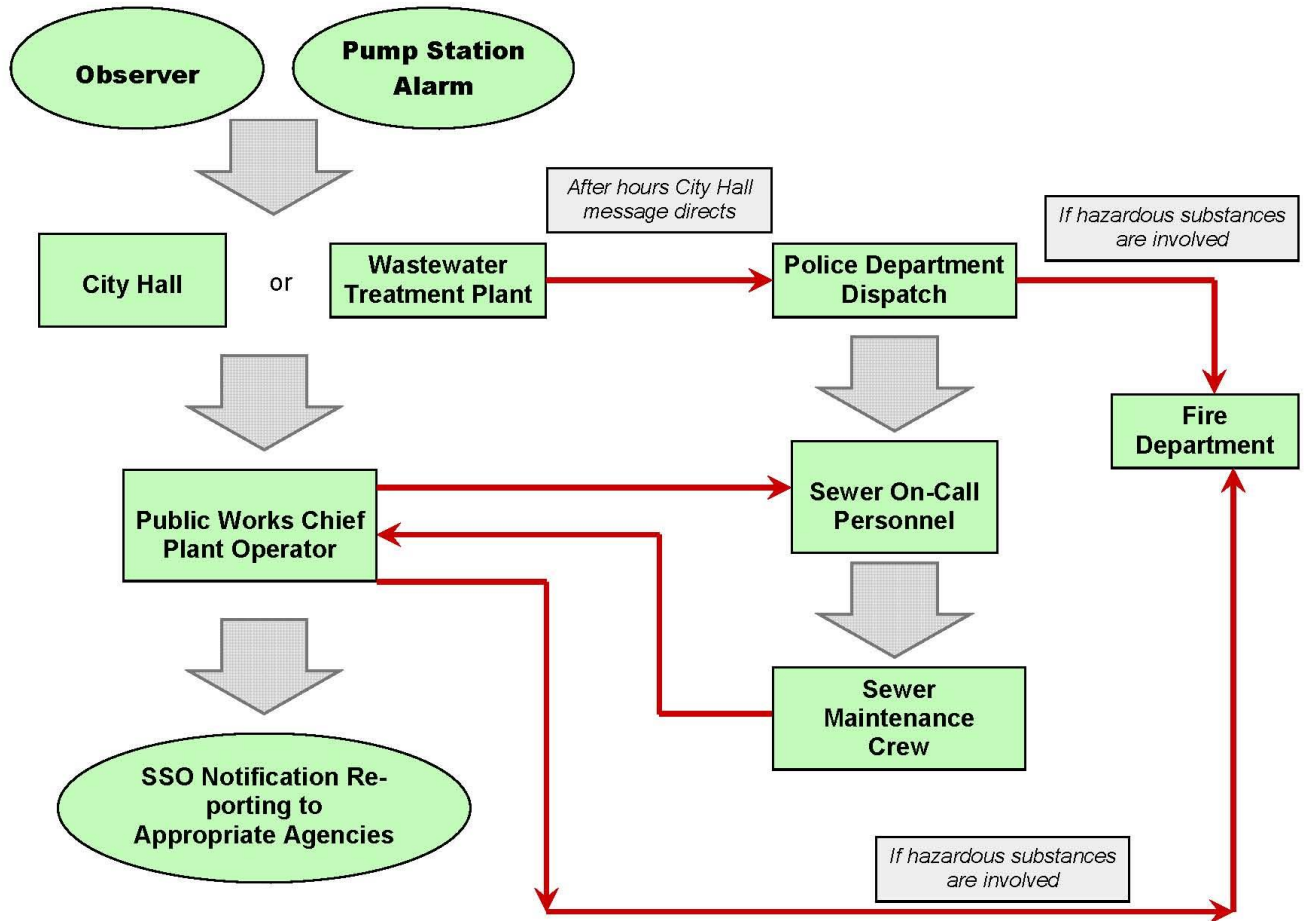 Observer
Pump Station
Alarm
After hours City Hall
message directs
If hazardous substances
are involved
City Hall
or
Wastewater
Treatment Plant
Police Department
Dispatch
Fire
Department
Public Works Chief
Plant Operator
Sewer On-Call
Personnel
Sewer
Maintenance
Crew
SSO Notification Re-
porting to
Appropriate Agencies
If hazardous substances
are involved